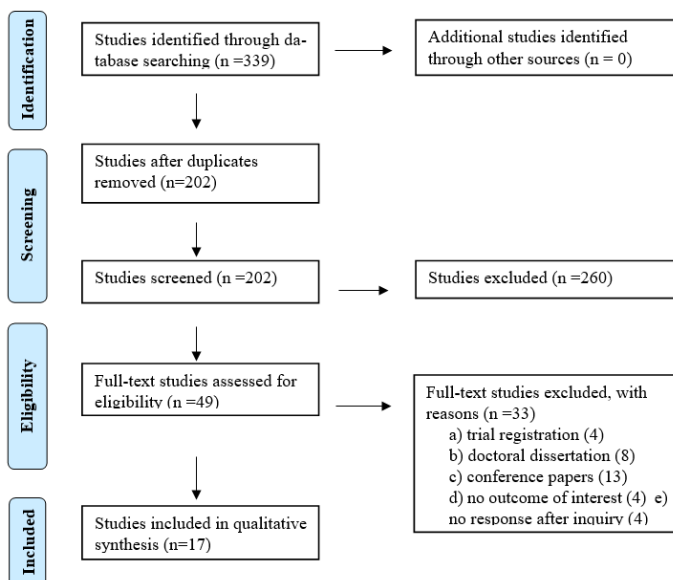 Identification
Studies identified through da-
tabase searching (n =339)
Additional studies identified
through other sources (n = 0)
Screening
Studies after duplicates
removed (n=202)
Studies screened (n =202)
Studies excluded (n =260)
Eligibility
Full-text studies assessed for
eligibility (n =49)
Full-text studies excluded, with
reasons (n =33)
a) trial registration (4)
b) doctoral dissertation (8)
c) conference papers (13)
d) no outcome of interest (4) e)
no response after inquiry (4)
Included
Studies included in qualitative
synthesis (n=17)